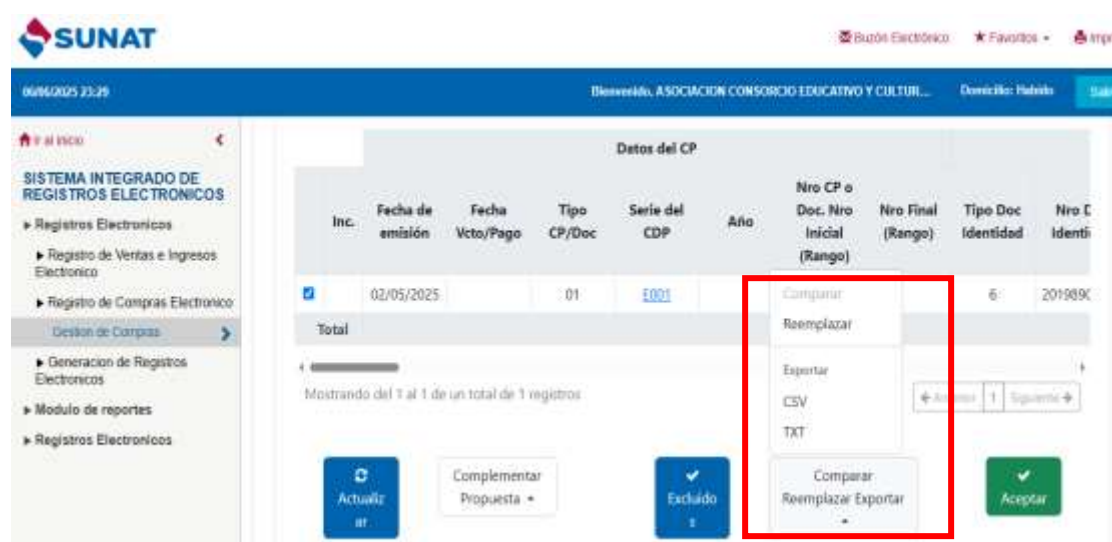 SUNAT
Buzón Electrónico
Favoritos
06/06/2025 23:29
Bienvenido, ASOCIACION CONSORCIO EDUCATIVO Y CULTUR...
Domicilio: Habido
Ir al inicio
SISTEMA INTEGRADO DE
REGISTROS ELECTRONICOS
Registros Electronicos
Registro de Ventas e Ingresos
Electronico
Registro de Compras Electronico
Gestion de Compras
Generacion de Registros
Electronicos
Modulo de reportes
Registros Electronicos
Datos del CP
Inc.
Fecha de
emisión
Fecha
Vcto/Pago
Tipo
CP/Doc
Serie del
CDP
Año
Nro CP o
Doc. Nro
Inicial
(Rango)
Nro Final
(Rango)
Tipo Doc
Identidad
Nro
02/05/2025
01
E001
6
Total
Comparar
Reemplazar
Exportar
CSV
TXT
Mostrando del 1 al 1 de un total de 1 registros
Anterior 1 Siguiente
Actualiz
ar
Complementar
Propuesta
Excluido
s
Comparar
Reemplazar Exportar
Aceptar